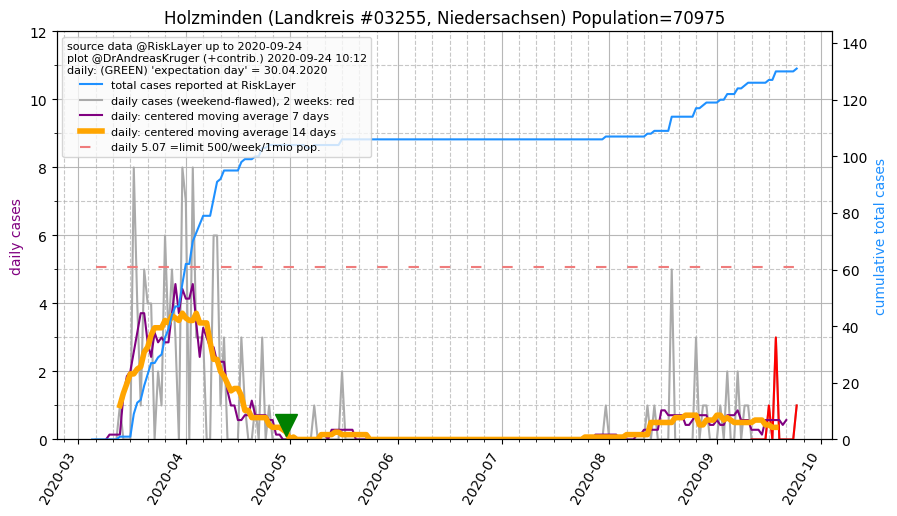 Holzminden (Landkreis #03255, Niedersachsen) Population=70975
source data @RiskLayer up to 2020-09-24
plot @DrAndreasKruger (+contrib.) 2020-09-24 10:12
daily: (GREEN) 'expectation day' = 30.04.2020
total cases reported at RiskLayer
daily cases (weekend-flawed), 2 weeks: red
daily: centered moving average 7 days
daily: centered moving average 14 days
daily 5.07 =limit 500/week/1mio pop.
daily cases
12
10
8
6
4
2
0
cumulative total cases
140
120
100
80
60
40
20
0
2020-03
2020-04
2020-05
2020-06
2020-07
2020-08
2020-09
2020-10